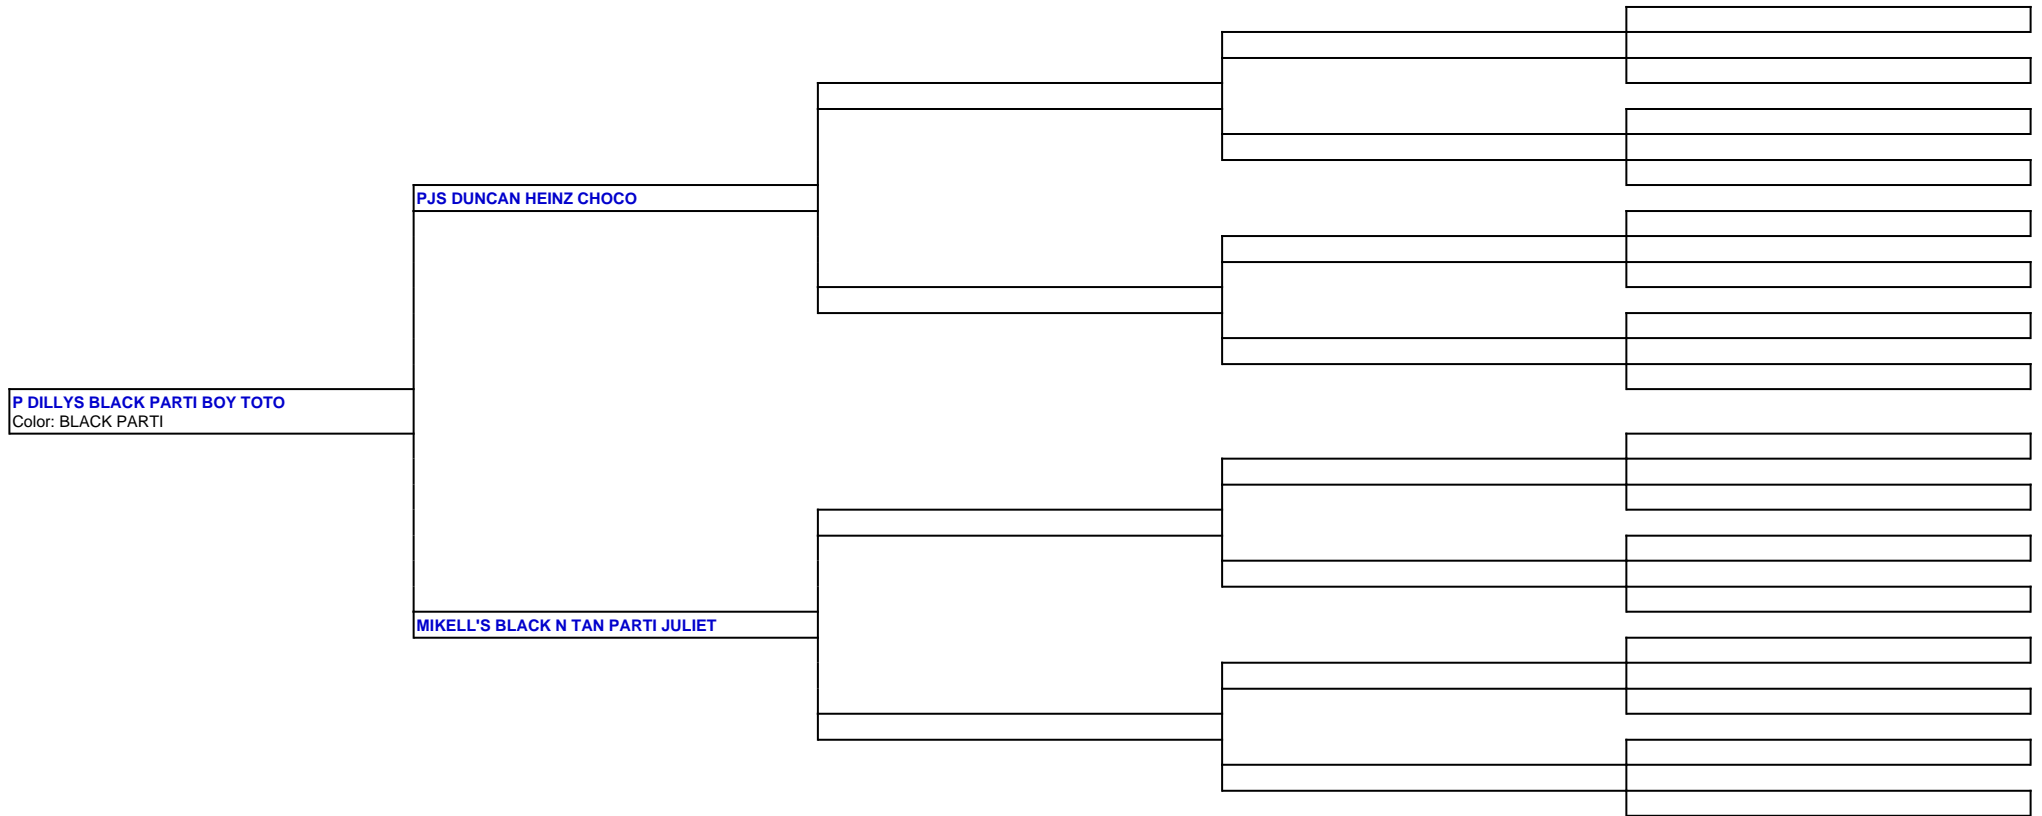 PJS DUNCAN HEINZ CHOCO
P DILLYS BLACK PARTI BOY TOTO
Color: BLACK PARTI
MIKELL'S BLACK N TAN PARTI JULIET